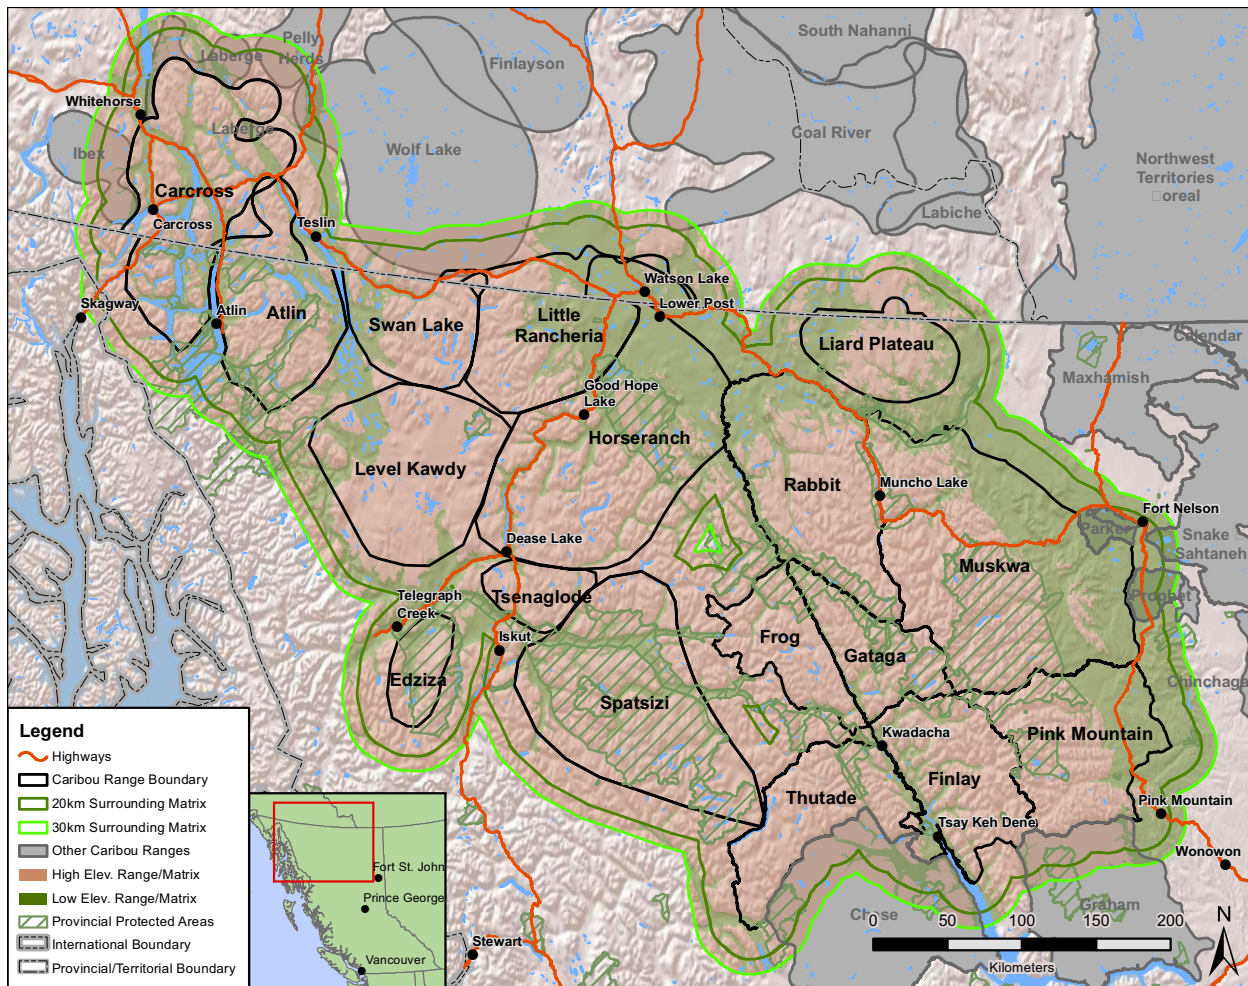 Pelly
Herds
Laberge
Finlayson
South Nahanni
Whitehorse
Laberge
Ibex
Wolf Lake
Coal River
Northwest
Territories
□oreal
Carcross
Carcross
Teslin
Labiche
Skagway
Atlin
Atlin
Swan Lake
Little
Rancheria
Watson Lake
Lower Post
Liard Plateau
Calendar
Maxhamish
Good Hope
Lake
Horseranch
Level Kawdy
Rabbit
Muncho Lake
Fort Nelson
Parker
Snake □
Sahtaneh
Dease Lake
Muskwa
Telegraph
Creek
Tsenaglode
Prophet
Iskut
Frog
Gataga
Edziza
Spatsizi
Chinchaga
Kwadacha
Pink Mountain
Finlay
Thutade
Pink Mountain
Tsay Keh Dene
Wonowon
Chase
Graham
Stewart
Legend
Highways
Caribou Range Boundary
20km Surrounding Matrix
30km Surrounding Matrix
Other Caribou Ranges
High Elev. Range/Matrix
Low Elev. Range/Matrix
Provincial Protected Areas
International Boundary
Provincial/Territorial Boundary
Fort St. John
Prince George
Vancouver
0 50 100 150 200
Kilometers
N